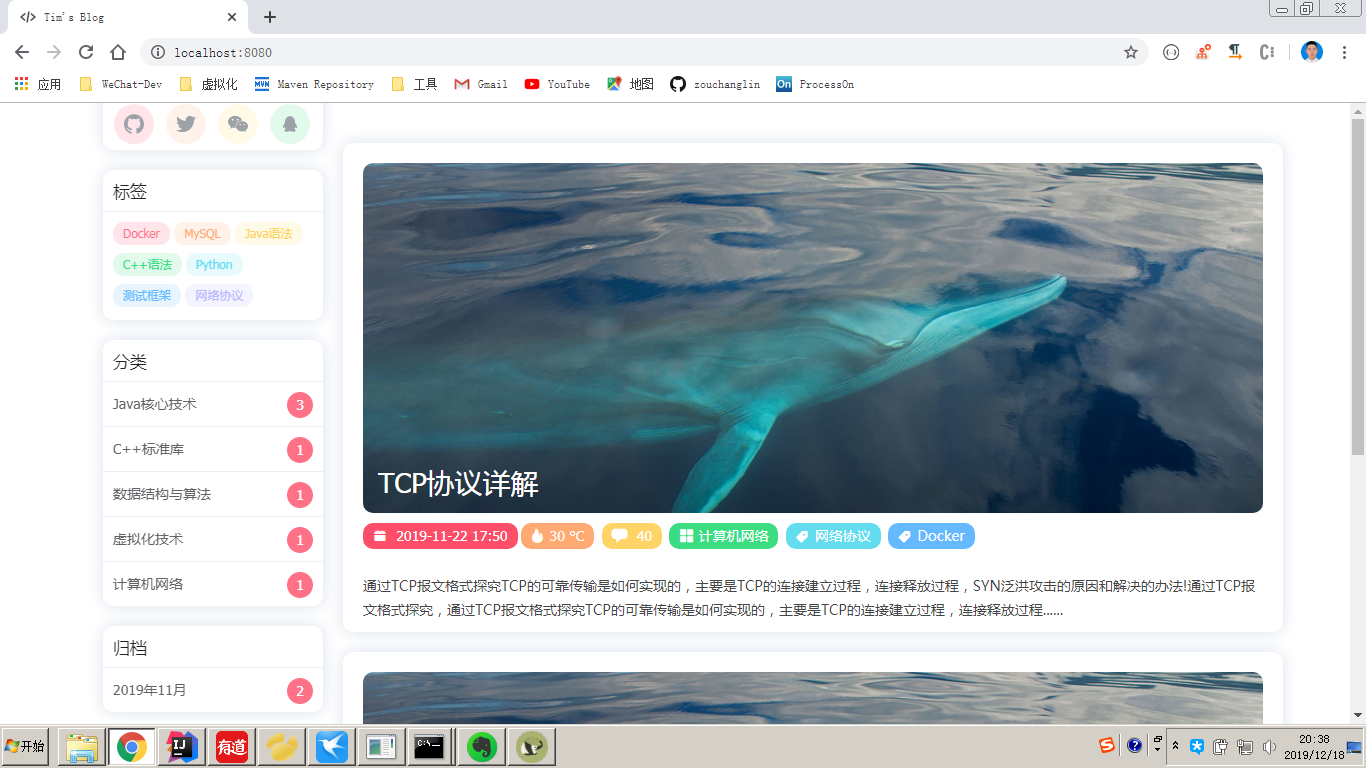 Tim's Blog
localhost:8080
应用 WeChat-Dev 虚拟化 MVN Maven Repository 工具 Gmail YouTube 地图 zouchanglin On ProcessOn
标签
Docker MySQL Java语法
C++语法 Python
测试框架 网络协议
分类
Java核心技术 3
C++标准库 1
数据结构与算法 1
虚拟化技术 1
计算机网络 1
归档
2019年11月 2
TCP协议详解
2019-11-22 17:50 30 °C 40 计算机网络 网络协议 Docker
通过TCP报文格式探究TCP的可靠传输是如何实现的，主要是TCP的连接建立过程，连接释放过程，SYN泛洪攻击的原因和解决的办法!通过TCP报
文格式探究，通过TCP报文格式探究TCP的可靠传输是如何实现的，主要是TCP的连接建立过程，连接释放过程......
开始 IJ 有道 C:\
20:38
2019/12/18